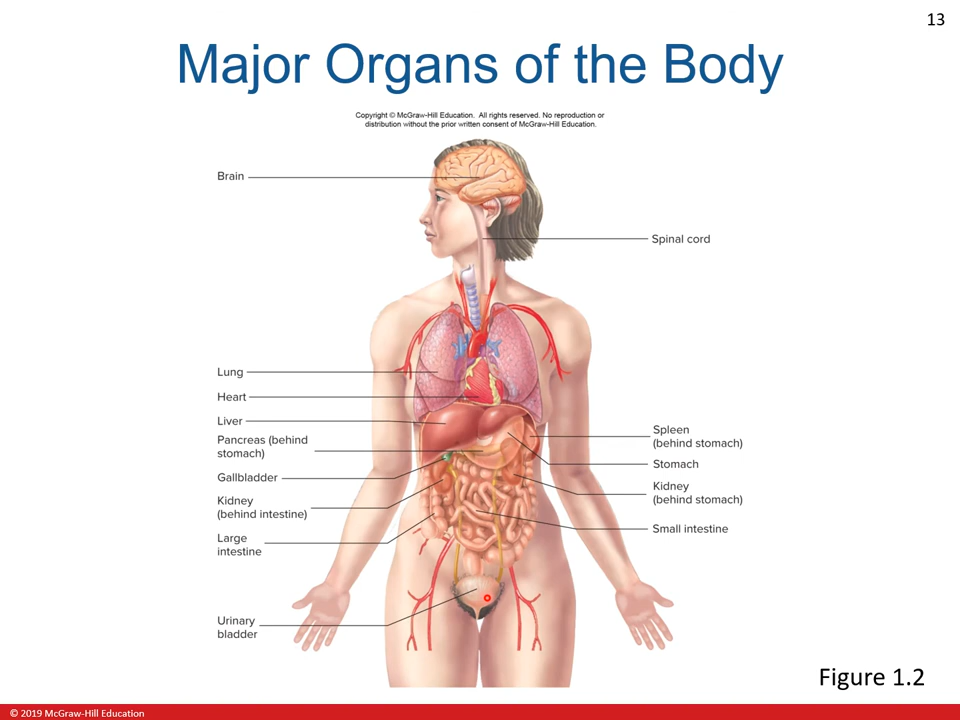 13
Major Organs of the Body
Copyright © McGraw-Hill Education.  All rights reserved. No reproduction or
distribution without the prior written consent of McGraw-Hill Education.
Brain
Spinal cord
Lung
Heart
Liver
Pancreas (behind
stomach)
Gallbladder
Kidney
(behind intestine)
Large
intestine
Urinary
bladder
Spleen
(behind stomach)
Stomach
Kidney
(behind stomach)
Small intestine
Figure 1.2
© 2019 McGraw-Hill Education